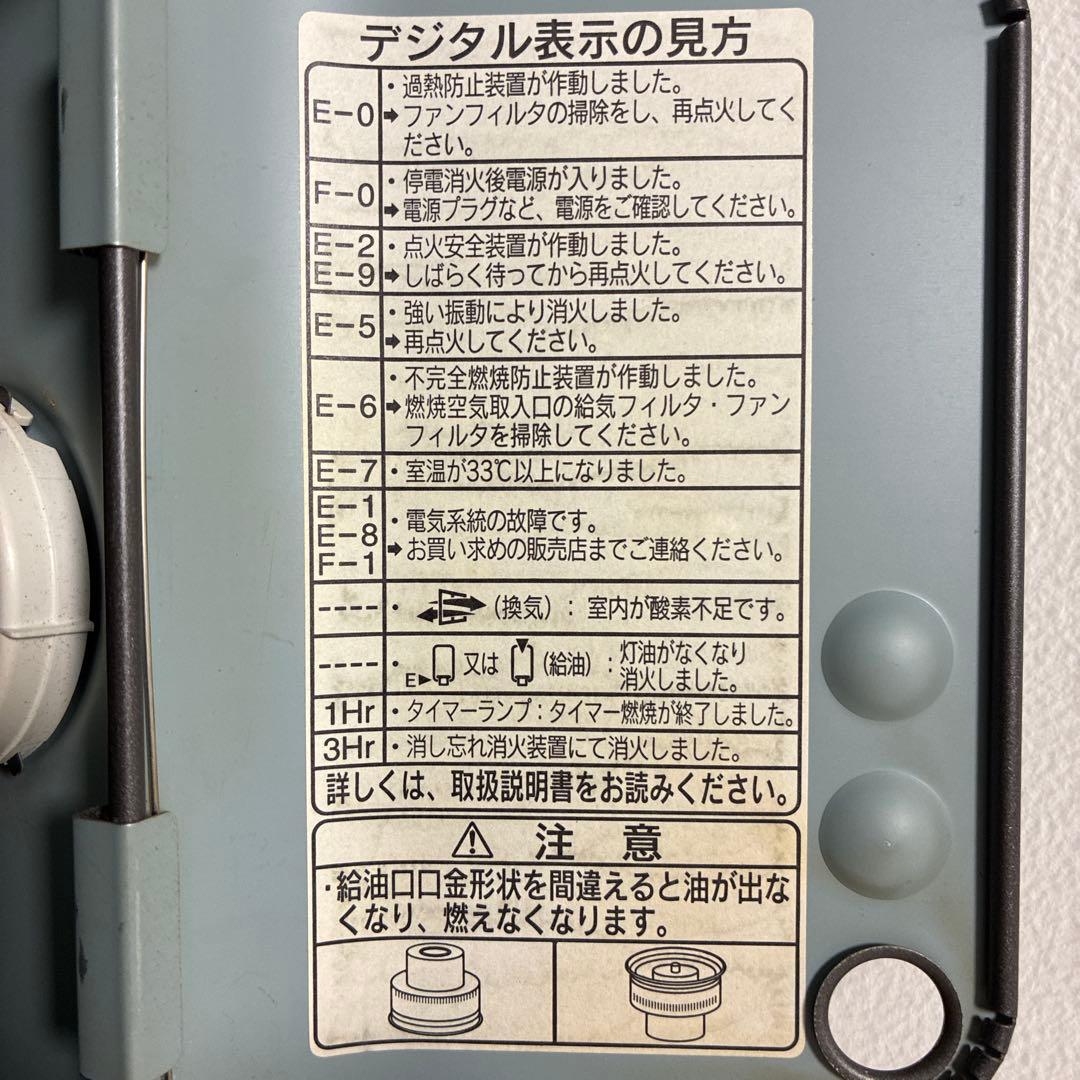 デジタル表示の見方
E-0 ・過熱防止装置が作動しました。
➡ファンフィルタの掃除をし、再点火してく
ださい。
F-0 ・停電消火後電源が入りました。
➡電源プラグなど、電源をご確認してください。
E-2 ・点火安全装置が作動しました。
E-9 ➡しばらく待ってから再点火してください。
E-5 ・強い振動により消火しました。
➡再点火してください。
E-6 ・不完全燃焼防止装置が作動しました。
➡燃焼空気取入口の給気フィルタ・ファン
フィルタを掃除してください。
E-7 ・室温が33℃以上になりました。
E-1
E-8 ・電気系統の故障です。
F-1 ➡お買い求めの販売店までご連絡ください。
---- ・(換気)：室内が酸素不足です。
---- ・E▶ 又は (給油)：灯油がなくなり
消火しました。
1Hr ・タイマーランプ：タイマー燃焼が終了しました。
3Hr ・消し忘れ消火装置にて消火しました。
詳しくは、取扱説明書をお読みください。
⚠ 注 意
・給油口口金形状を間違えると油が出な
くなり、燃えなくなります。